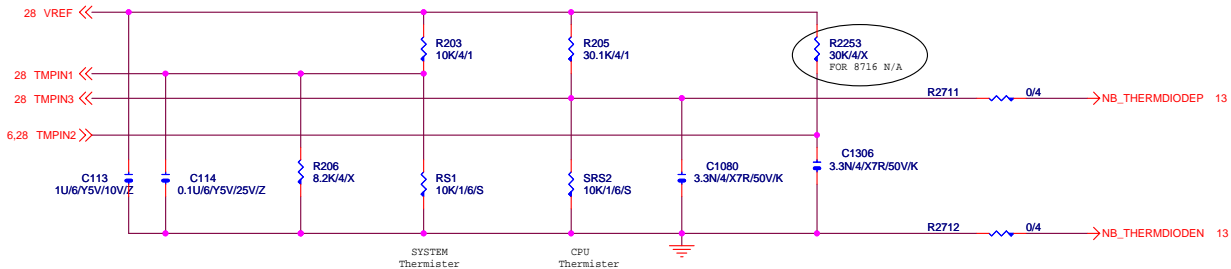 28 VREF
R203
10K/4/1
R205
30.1K/4/1
R2253
30K/4/X
FOR 8716 N/A
28 TMPIN1
28 TMPIN3
R2711
0/4
NB_THERMDIODEP 13
6,28 TMPIN2
C113
1U/6/Y5V/10V/Z
C114
0.1U/6/Y5V/25V/Z
R206
8.2K/4/X
RS1
10K/1/6/S
SRS2
10K/1/6/S
C1080
3.3N/4/X7R/50V/K
C1306
3.3N/4/X7R/50V/K
R2712
0/4
NB_THERMDIODEN 13
SYSTEM
Thermister
CPU
Thermister